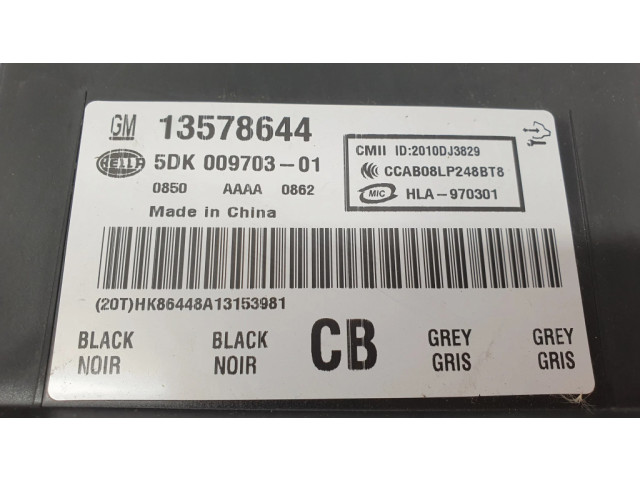 GM 13578644
HELLA 5DK 009703-01
0850 AAAA 0862
Made in China
CMII ID:2010DJ3829
CCAB08LP248BT8
MIC HLA-970301
(20T)HK86448A13153981
BLACK BLACK CB GREY GREY
NOIR NOIR GRIS GRIS